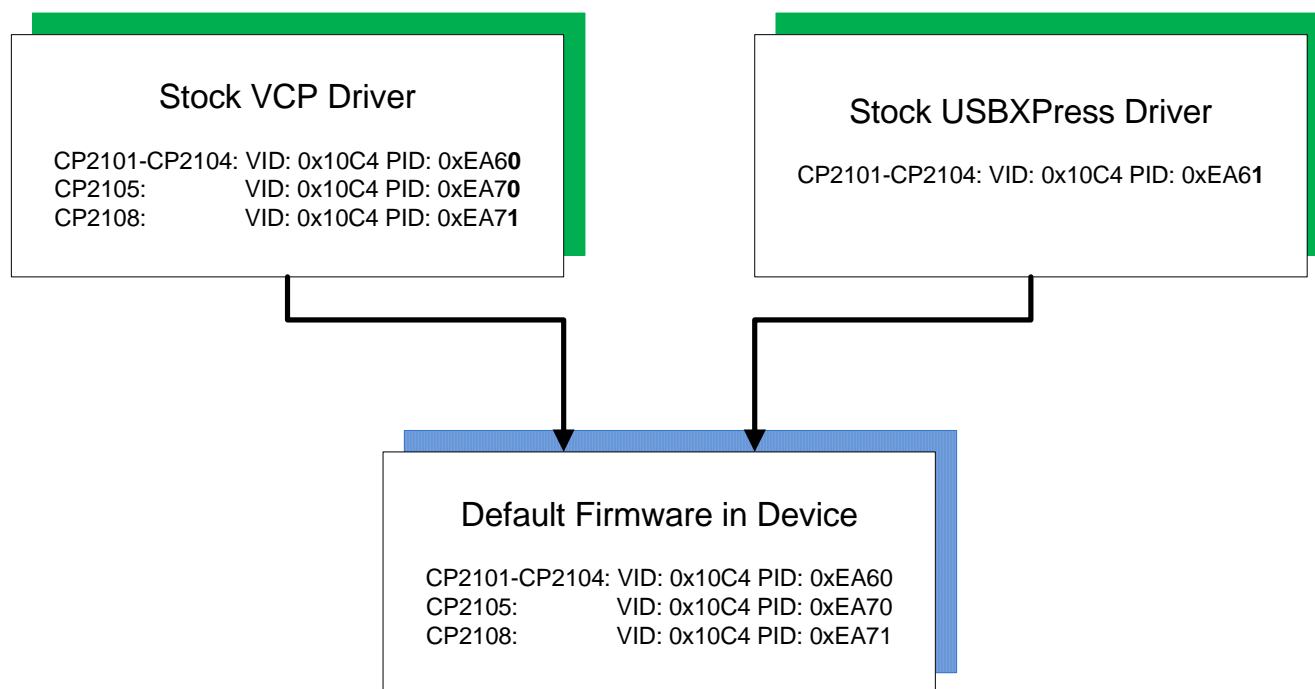 Stock VCP Driver
CP2101-CP2104: VID: 0x10C4 PID: 0xEA60
CP2105: VID: 0x10C4 PID: 0xEA70
CP2108: VID: 0x10C4 PID: 0xEA71
Stock USBXPress Driver
CP2101-CP2104: VID: 0x10C4 PID: 0xEA61
Default Firmware in Device
CP2101-CP2104: VID: 0x10C4 PID: 0xEA60
CP2105: VID: 0x10C4 PID: 0xEA70
CP2108: VID: 0x10C4 PID: 0xEA71